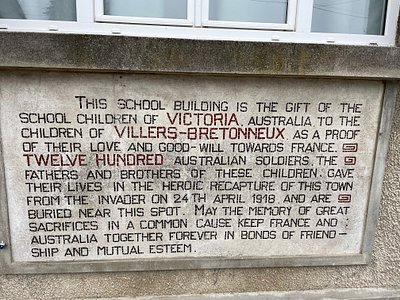 THIS SCHOOL BUILDING IS THE GIFT OF THE
SCHOOL CHILDREN OF VICTORIA, AUSTRALIA TO THE
CHILDREN OF VILLERS-BRETONNEUX AS A PROOF
OF THEIR LOVE AND GOOD-WILL TOWARDS FRANCE.
TWELVE HUNDRED AUSTRALIAN SOLDIERS, THE
FATHERS AND BROTHERS OF THESE CHILDREN, GAVE
THEIR LIVES IN THE HEROIC RECAPTURE OF THIS TOWN
FROM THE INVADER ON 24TH APRIL 1918, AND ARE
BURIED NEAR THIS SPOT. MAY THE MEMORY OF GREAT
SACRIFICES IN A COMMON CAUSE KEEP FRANCE AND
AUSTRALIA TOGETHER FOREVER IN BONDS OF FRIEND-
SHIP AND MUTUAL ESTEEM.